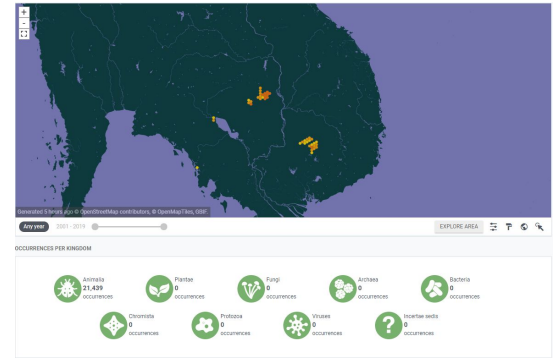 +
-
Generated 5 hours ago © OpenStreetMap contributors, © OpenMapTiles, GBIF.
Any year 2001 - 2019 EXPLORE AREA
OCCURRENCES PER KINGDOM
Animalia
21,439
occurrences
Plantae
0
occurrences
Fungi
0
occurrences
Archaea
0
occurrences
Bacteria
0
occurrences
Chromista
0
occurrences
Protozoa
0
occurrences
Viruses
0
occurrences
?
Incertae sedis
0
occurrences